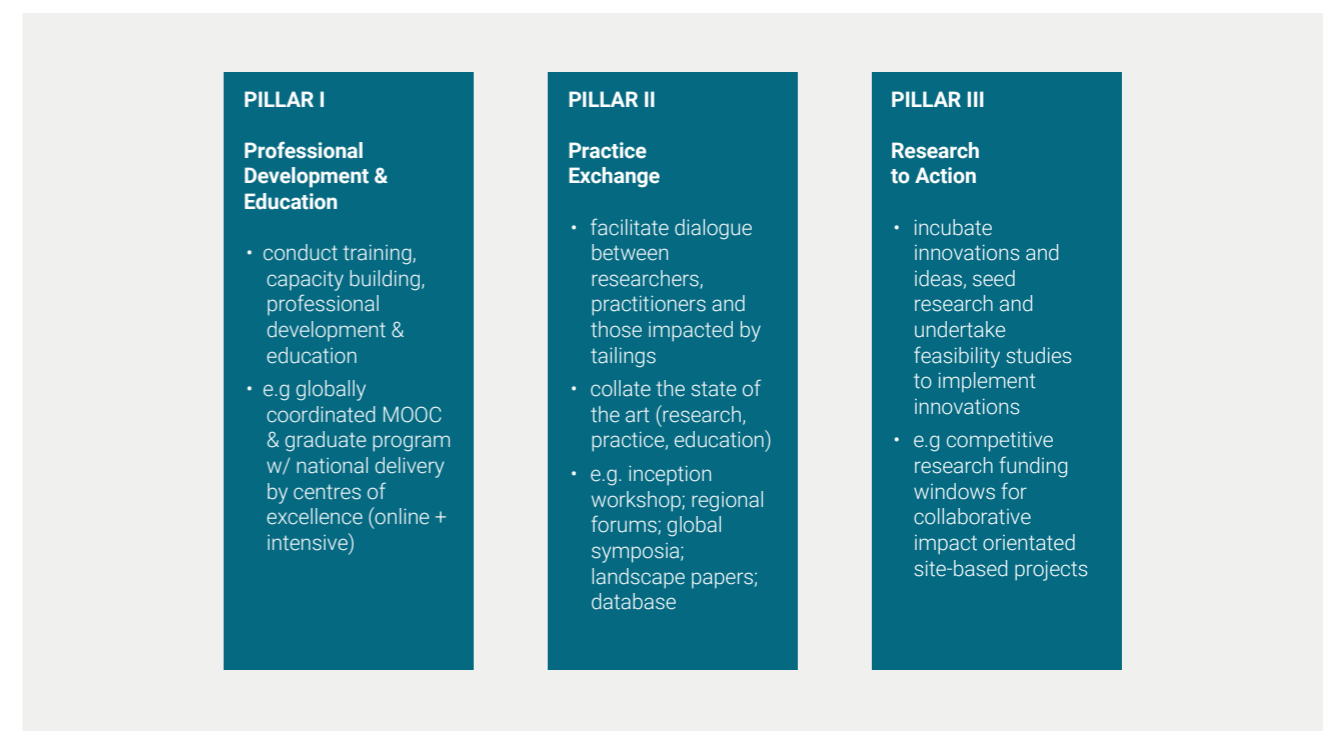 PILLAR I
Professional
Development &
Education
• conduct training,
capacity building,
professional
development &
education
• e.g globally
coordinated MOOC
& graduate program
w/ national delivery
by centres of
excellence (online +
intensive)
PILLAR II
Practice
Exchange
• facilitate dialogue
between
researchers,
practitioners and
those impacted by
tailings
• collate the state of
the art (research,
practice, education)
• e.g. inception
workshop; regional
forums; global
symposia;
landscape papers;
database
PILLAR III
Research
to Action
• incubate
innovations and
ideas, seed
research and
undertake
feasibility studies
to implement
innovations
• e.g competitive
research funding
windows for
collaborative
impact orientated
site-based projects